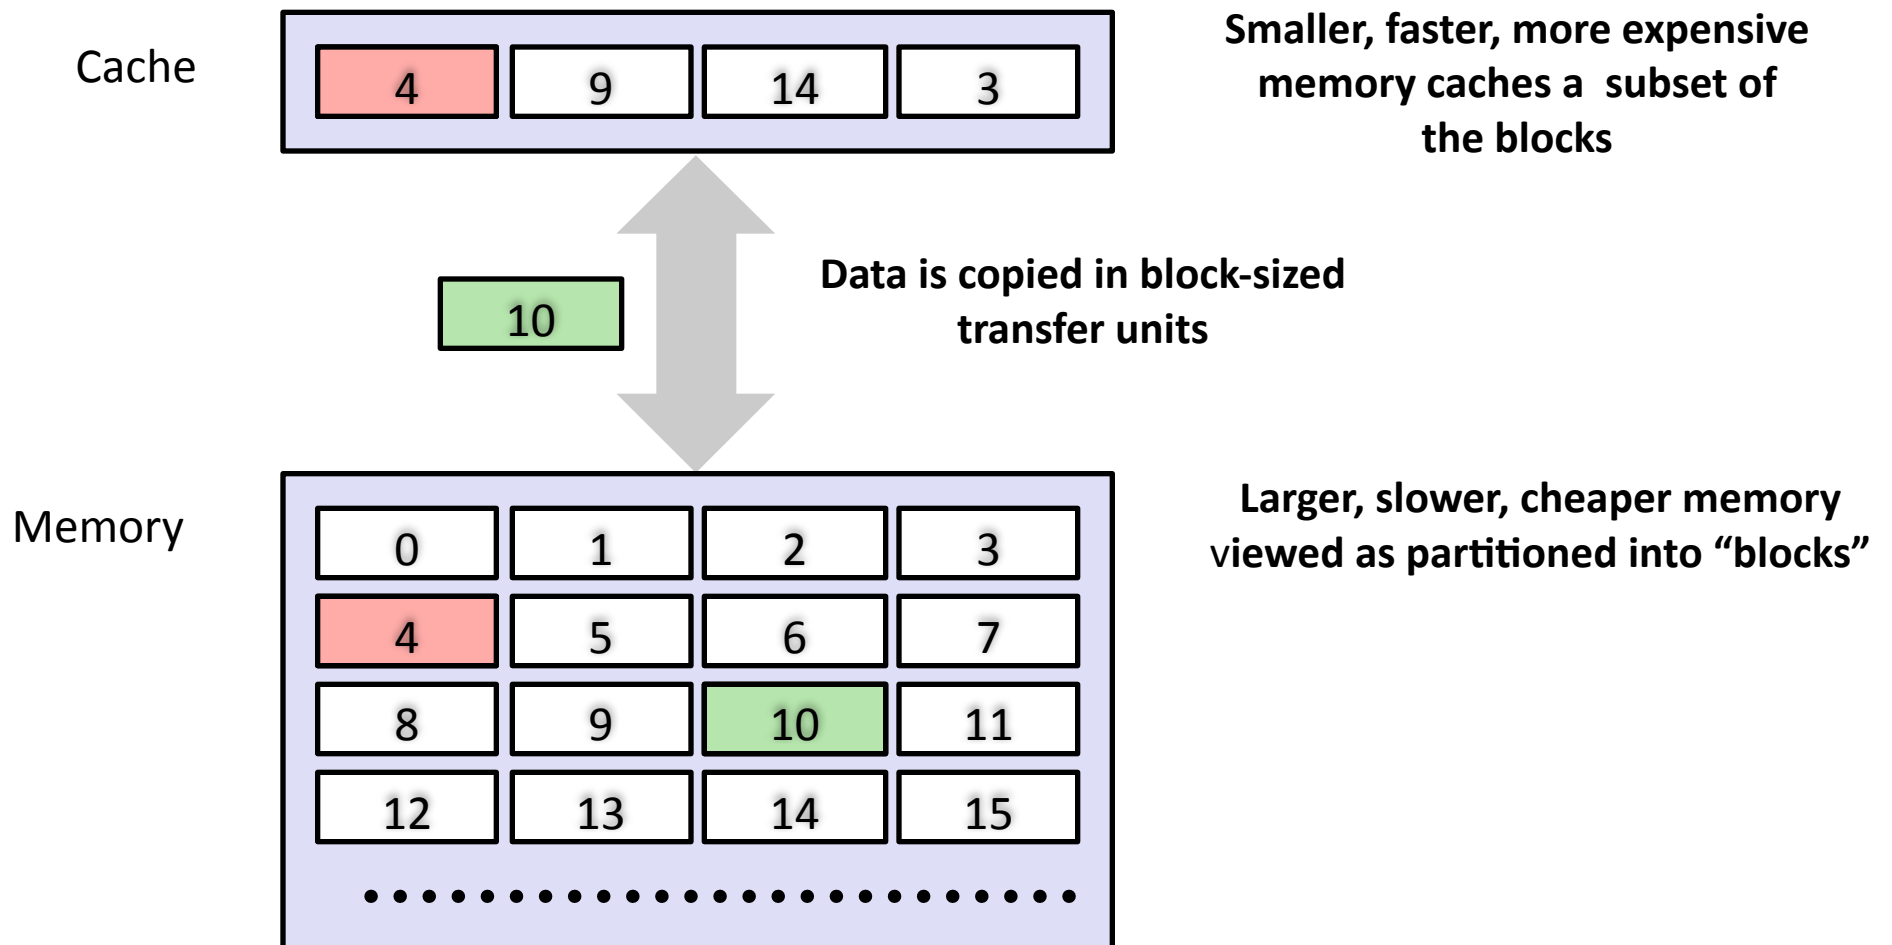 Cache
4 9 14 3
Smaller, faster, more expensive
memory caches a subset of
the blocks
10
Data is copied in block-sized
transfer units
Memory
0 1 2 3
4 5 6 7
8 9 10 11
12 13 14 15
Larger, slower, cheaper memory
viewed as partitioned into “blocks”